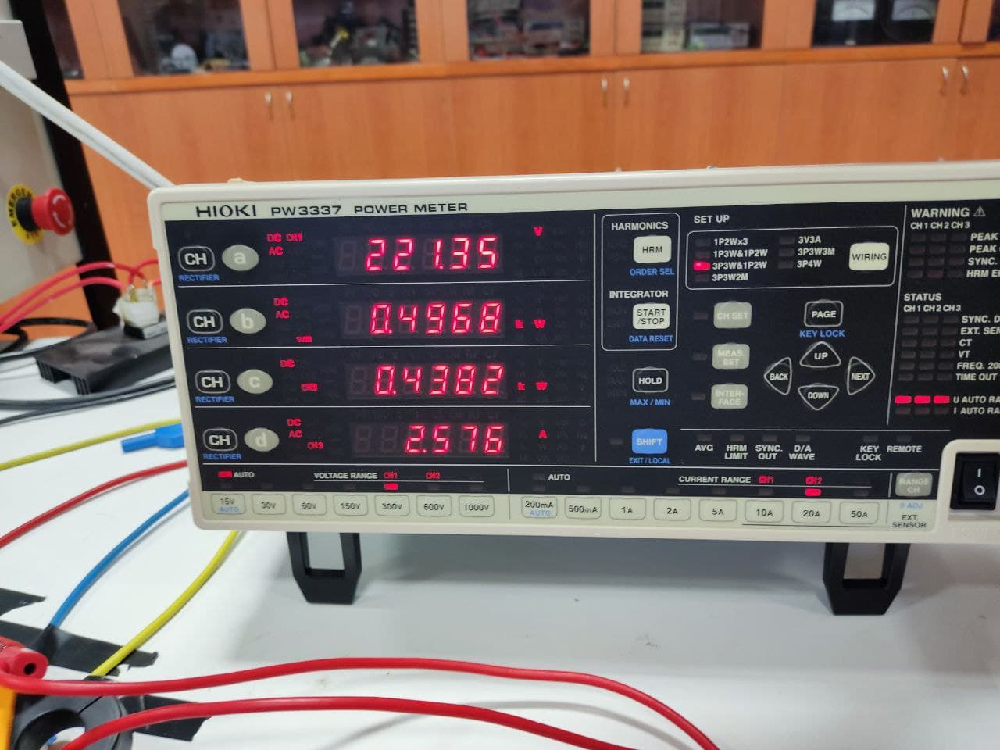 HIOKI PW3337 POWER METER
CH a
RECTIFIER
DC CH1
AC
221.35
V
CH b
RECTIFIER
DC
AC
SUM
0.4968
k W
CH c
RECTIFIER
DC
CH3
0.4382
k W
CH d
RECTIFIER
DC
AC
CH3
2.576
A
AUTO
VOLTAGE RANGE CH1 CH2
AUTO
CURRENT RANGE CH1 CH2
15V
AUTO
30V
60V
150V
300V
600V
1000V
200mA
AUTO
500mA
1A
2A
5A
10A
20A
50A
EXT.
SENSOR
RANGE
CH
0 ADJ
HARMONICS
HRM
ORDER SEL
INTEGRATOR
START
/STOP
DATA RESET
HOLD
MAX / MIN
SHIFT
EXIT / LOCAL
SET UP
1P2W×3
1P3W&1P2W
3P3W&1P2W
3P3W2M
3V3A
3P3W3M
3P4W
WIRING
CH SET
MEAS.
SET
INTER-
FACE
PAGE
KEY LOCK
UP
BACK
NEXT
DOWN
AVG
HRM
LIMIT
SYNC.
OUT
D/A
WAVE
KEY
LOCK
REMOTE
WARNING
CH 1 CH 2 CH 3
PEAK
PEAK
SYNC.
HRM E
STATUS
CH 1 CH 2 CH 3
SYNC. D
EXT. SEN
CT
VT
FREQ. 20
TIME OUT
U AUTO RA
I AUTO RA
I
O
EMERGEN